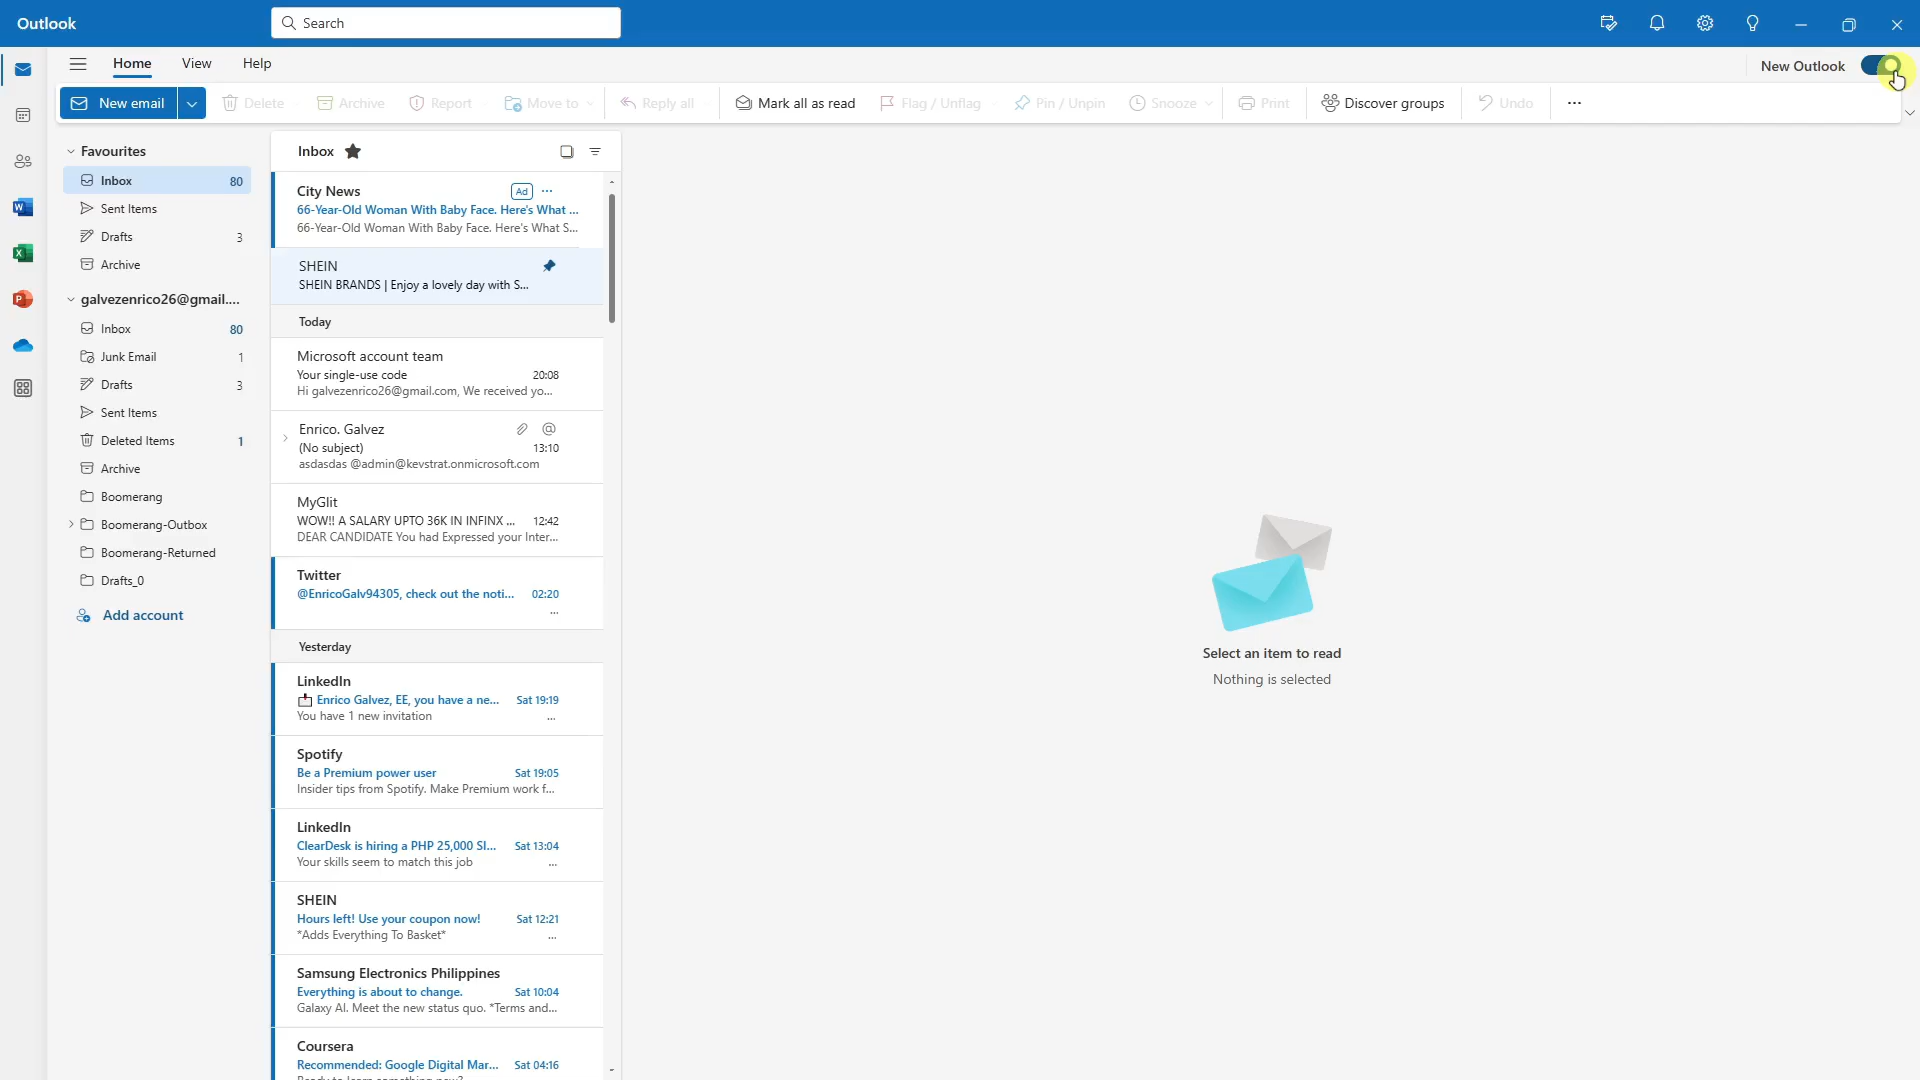 Outlook
Search
Home
View
Help
New Outlook
New email
Delete
Archive
Report
Move to
Reply all
Mark all as read
Flag / Unflag
Pin / Unpin
Snooze
Print
Discover groups
Undo
Favourites
Inbox 80
Sent Items
Drafts 3
Archive
galvezenrico26@gmail....
Inbox 80
Junk Email 1
Drafts 3
Sent Items
Deleted Items 1
Archive
Boomerang
Boomerang-Outbox
Boomerang-Returned
Drafts_0
Add account
Inbox
City News Ad
66-Year-Old Woman With Baby Face. Here's What ...
66-Year-Old Woman With Baby Face. Here's What S...
SHEIN
SHEIN BRANDS | Enjoy a lovely day with S...
Today
Microsoft account team
Your single-use code 20:08
Hi galvezenrico26@gmail.com, We received yo...
Enrico. Galvez
(No subject) 13:10
asdasdas @admin@kevstrat.onmicrosoft.com
MyGlit
WOW!! A SALARY UPTO 36K IN INFINX ... 12:42
DEAR CANDIDATE You had Expressed your Inter...
Twitter
@EnricoGalv94305, check out the noti... 02:20
...
Yesterday
LinkedIn
Enrico Galvez, EE, you have a ne... Sat 19:19
You have 1 new invitation ...
Spotify
Be a Premium power user Sat 19:05
Insider tips from Spotify. Make Premium work f...
LinkedIn
ClearDesk is hiring a PHP 25,000 SI... Sat 13:04
Your skills seem to match this job ...
SHEIN
Hours left! Use your coupon now! Sat 12:21
*Adds Everything To Basket* ...
Samsung Electronics Philippines
Everything is about to change. Sat 10:04
Galaxy AI. Meet the new status quo. *Terms and...
Coursera
Recommended: Google Digital Mar... Sat 04:16
Ready to learn something new?
Select an item to read
Nothing is selected